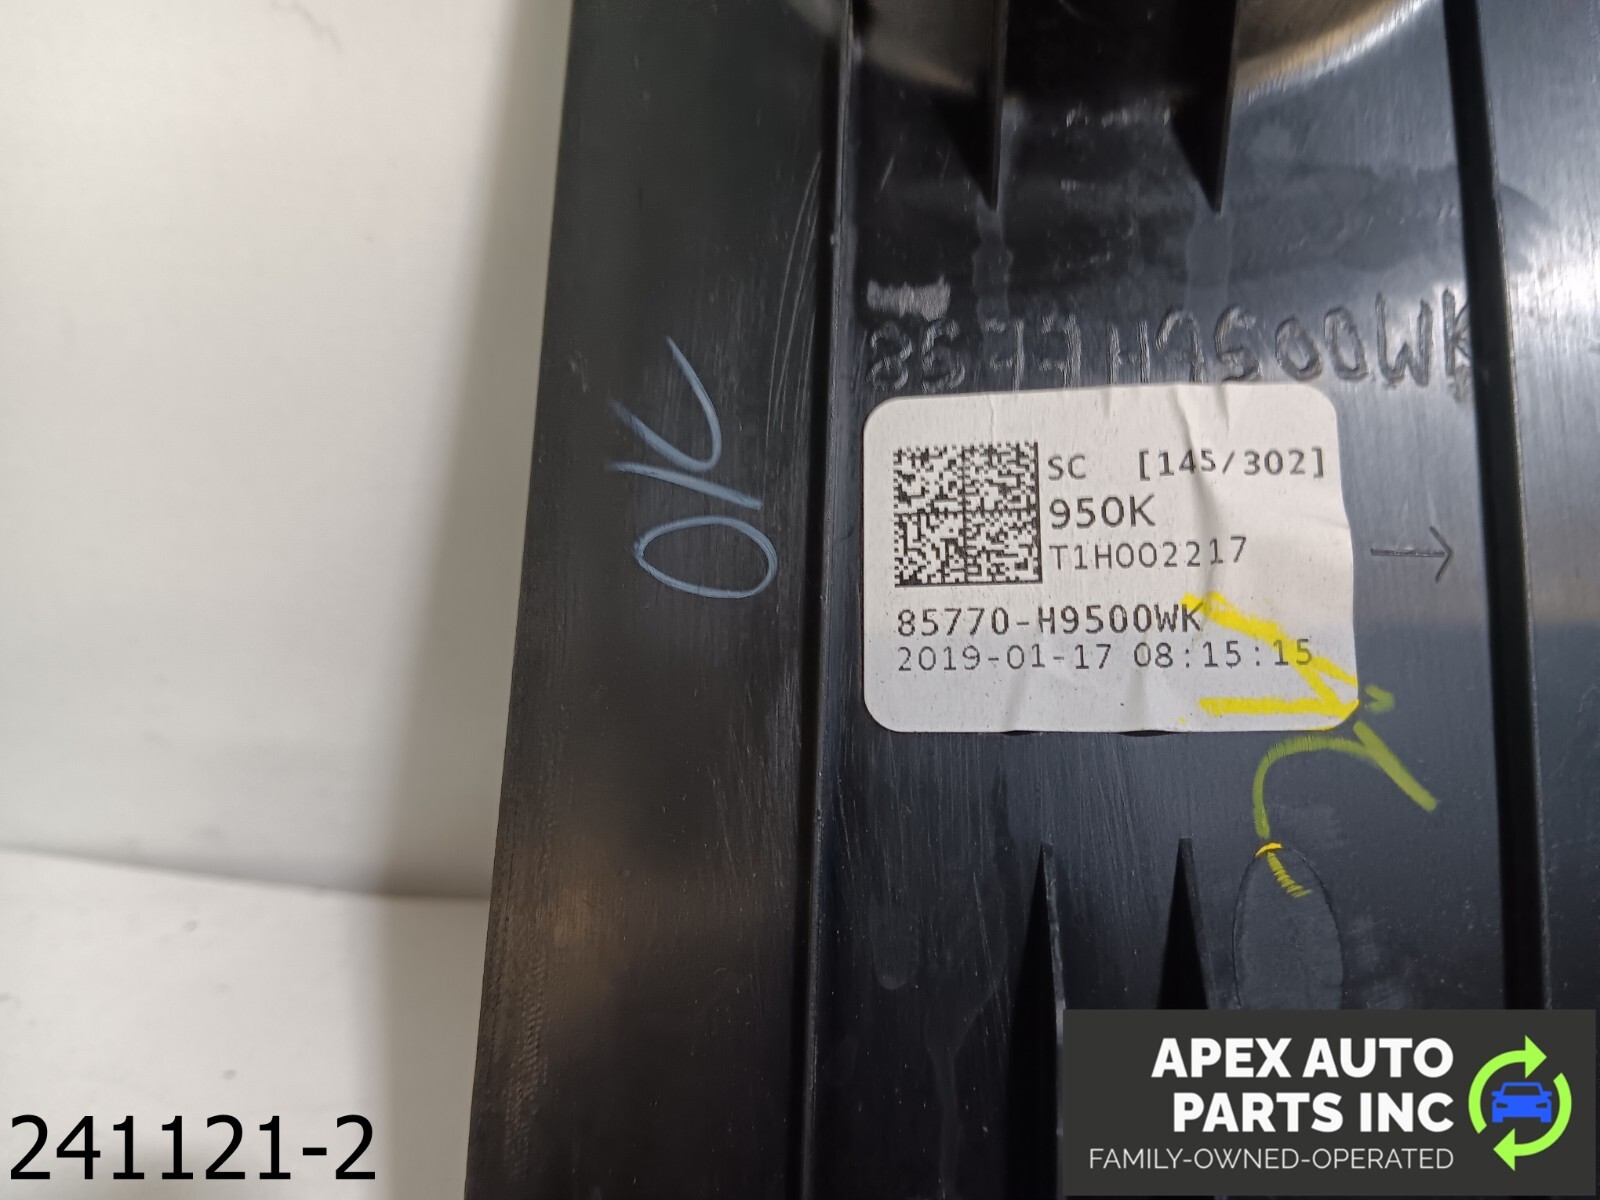 OK
SC [145/302]
950K
T1H002217
85770-H9500WK
2019-01-17 08:15:15
APEX AUTO
PARTS INC
FAMILY-OWNED-OPERATED
241121-2